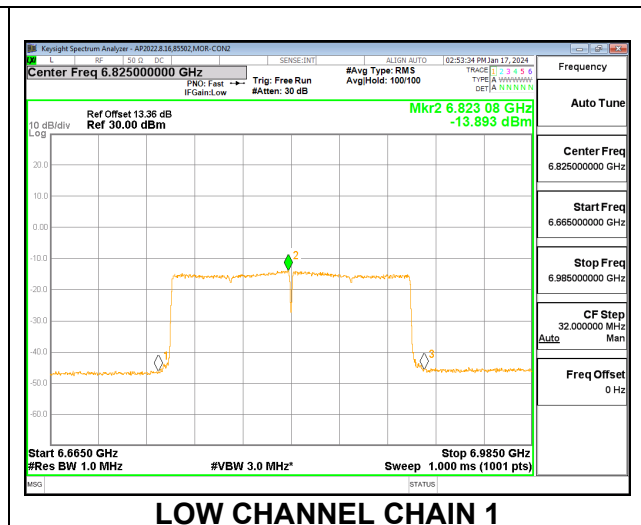 Keysight Spectrum Analyzer - AP2022.8.16,85502,MOR-CON2
L RF 50 Ω DC SENSE:INT ALIGN AUTO 02:53:34 PM Jan 17, 2024
Center Freq 6.825000000 GHz
PNO: Fast
IFGain:Low
Trig: Free Run
#Atten: 30 dB
#Avg Type: RMS
Avg|Hold: 100/100
TRACE 1 2 3 4 5 6
TYPE A WWWWW
DET A N N N N N
Frequency
Auto Tune
Center Freq
6.825000000 GHz
Start Freq
6.665000000 GHz
Stop Freq
6.985000000 GHz
CF Step
32.000000 MHz
Auto Man
Freq Offset
0 Hz
Mkr2 6.823 08 GHz
-13.893 dBm
Ref Offset 13.36 dB
10 dB/div Ref 30.00 dBm
Log
20.0
10.0
0.00
-10.0
-20.0
-30.0
-40.0
-50.0
-60.0
1
2
3
Start 6.6650 GHz Stop 6.9850 GHz
#Res BW 1.0 MHz #VBW 3.0 MHz* Sweep 1.000 ms (1001 pts)
MSG STATUS
LOW CHANNEL CHAIN 1